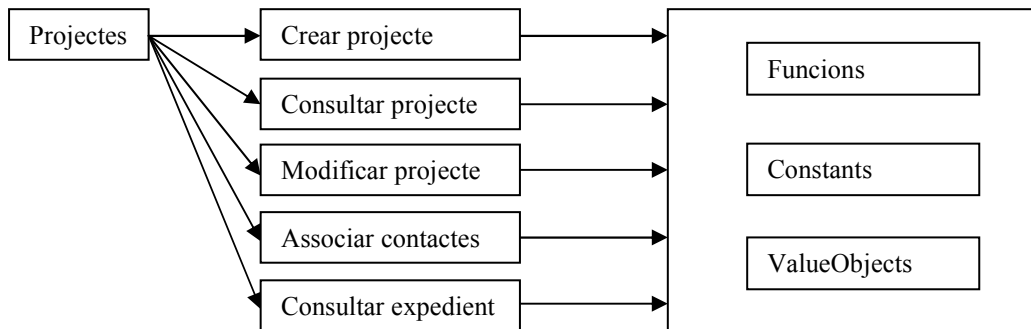 Projectes
Crear projecte
Consultar projecte
Modificar projecte
Associar contactes
Consultar expedient
Funcions
Constants
ValueObjects